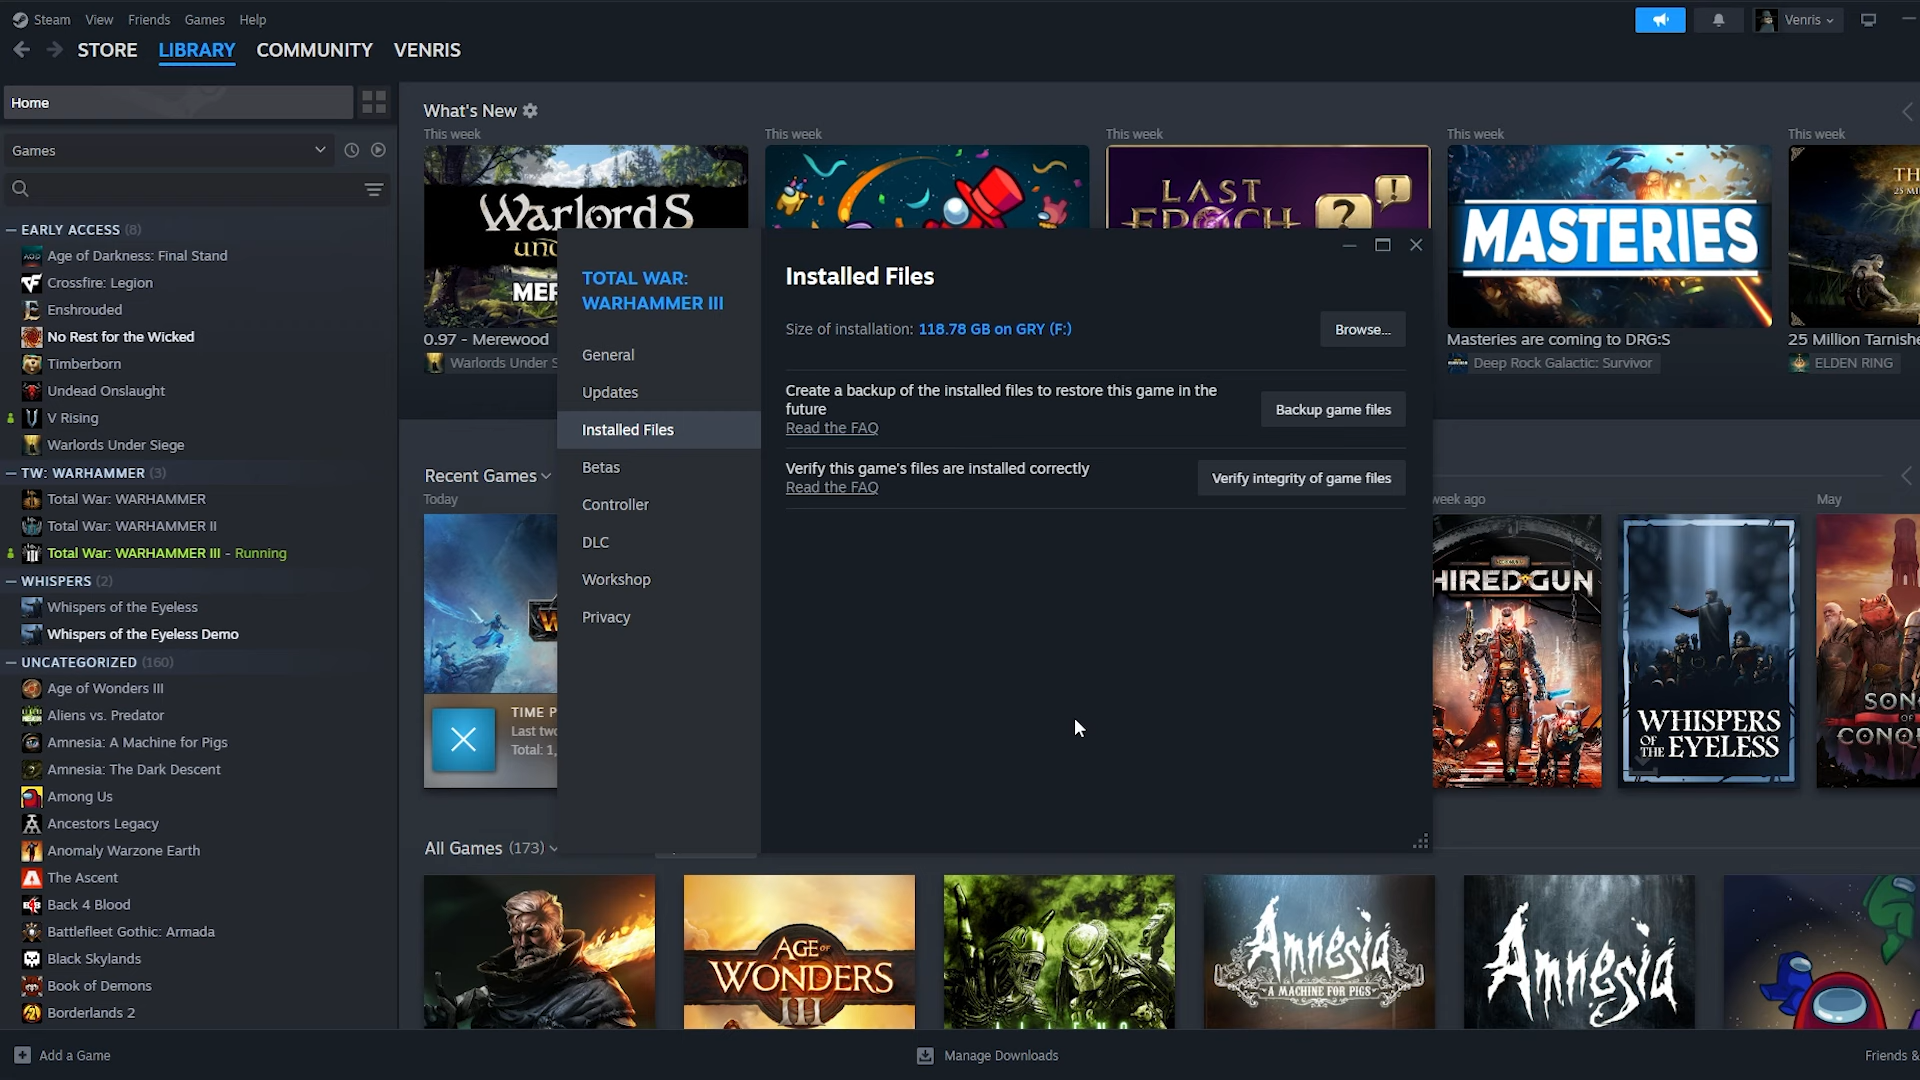 Steam View Friends Games Help
Venris
STORE LIBRARY COMMUNITY VENRIS
Home
Games
EARLY ACCESS (8)
Age of Darkness: Final Stand
Crossfire: Legion
Enshrouded
No Rest for the Wicked
Timberborn
Undead Onslaught
V Rising
Warlords Under Siege
TW: WARHAMMER (3)
Total War: WARHAMMER
Total War: WARHAMMER II
Total War: WARHAMMER III - Running
WHISPERS (2)
Whispers of the Eyeless
Whispers of the Eyeless Demo
UNCATEGORIZED (160)
Age of Wonders III
Aliens vs. Predator
Amnesia: A Machine for Pigs
Amnesia: The Dark Descent
Among Us
Ancestors Legacy
Anomaly Warzone Earth
The Ascent
Back 4 Blood
Battlefleet Gothic: Armada
Black Skylands
Book of Demons
Borderlands 2
Add a Game
What's New
This week
This week
This week
This week
This week
Warlords
LAST
EPOCH
MASTERIES
0.97 - Merewood
Warlords Under S
Masteries are coming to DRG:S
Deep Rock Galactic: Survivor
25 Million Tarnishe
ELDEN RING
TOTAL WAR:
WARHAMMER III
General
Updates
Installed Files
Betas
Controller
DLC
Workshop
Privacy
Installed Files
Size of installation: 118.78 GB on GRY (F:)
Browse...
Create a backup of the installed files to restore this game in the
future
Read the FAQ
Backup game files
Verify this game's files are installed correctly
Read the FAQ
Verify integrity of game files
Recent Games
Today
week ago
May
TIME P
Last two
Total: 1,
HIRED GUN
WHISPERS
OF THE EYELESS
SON
OF
CONQ
All Games (173)
AGE OF
WONDERS
III
Amnesia
A MACHINE FOR PIGS
Amnesia
Manage Downloads
Friends &